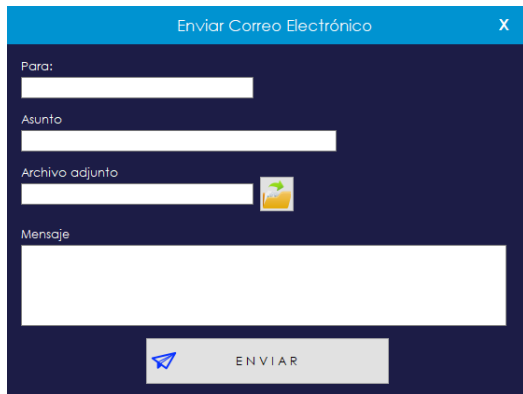 Enviar Correo Electrónico X
Para:
Asunto
Archivo adjunto
Mensaje
ENVIAR